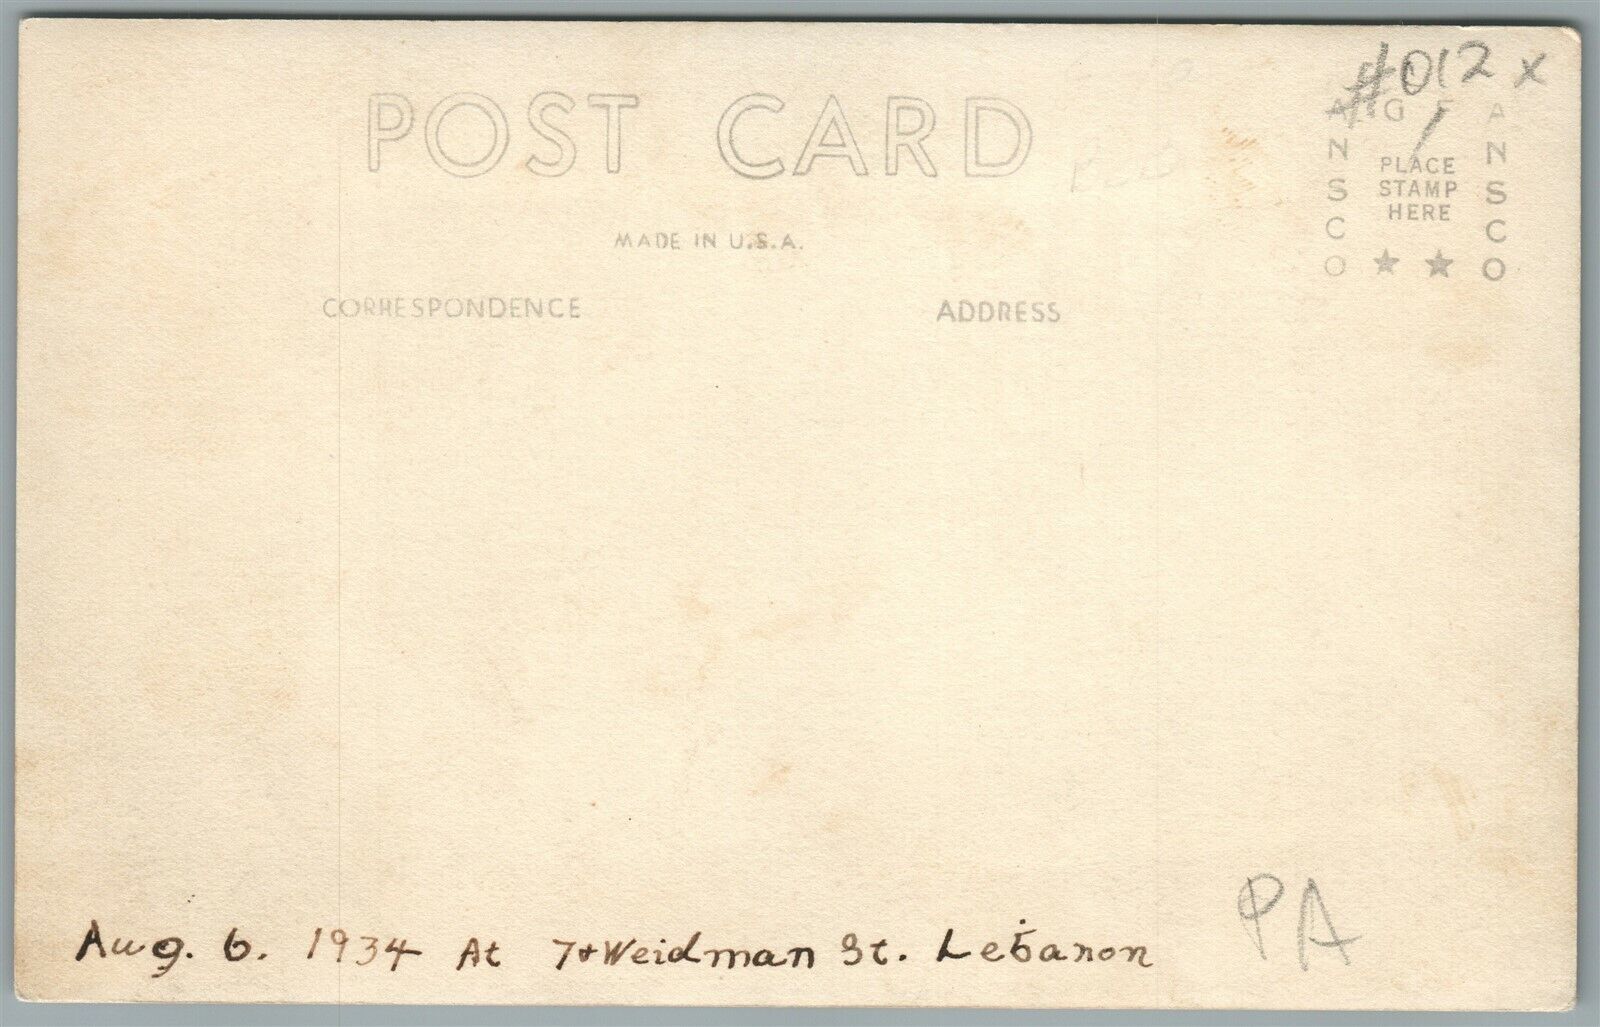 #012 x
POST CARD
MADE IN U.S.A.
CORRESPONDENCE
ADDRESS
AGFA
ANSCO
ANSCO
PLACE
STAMP
HERE
Aug. 6. 1934 At 7+Weidman St. Lebanon
PA